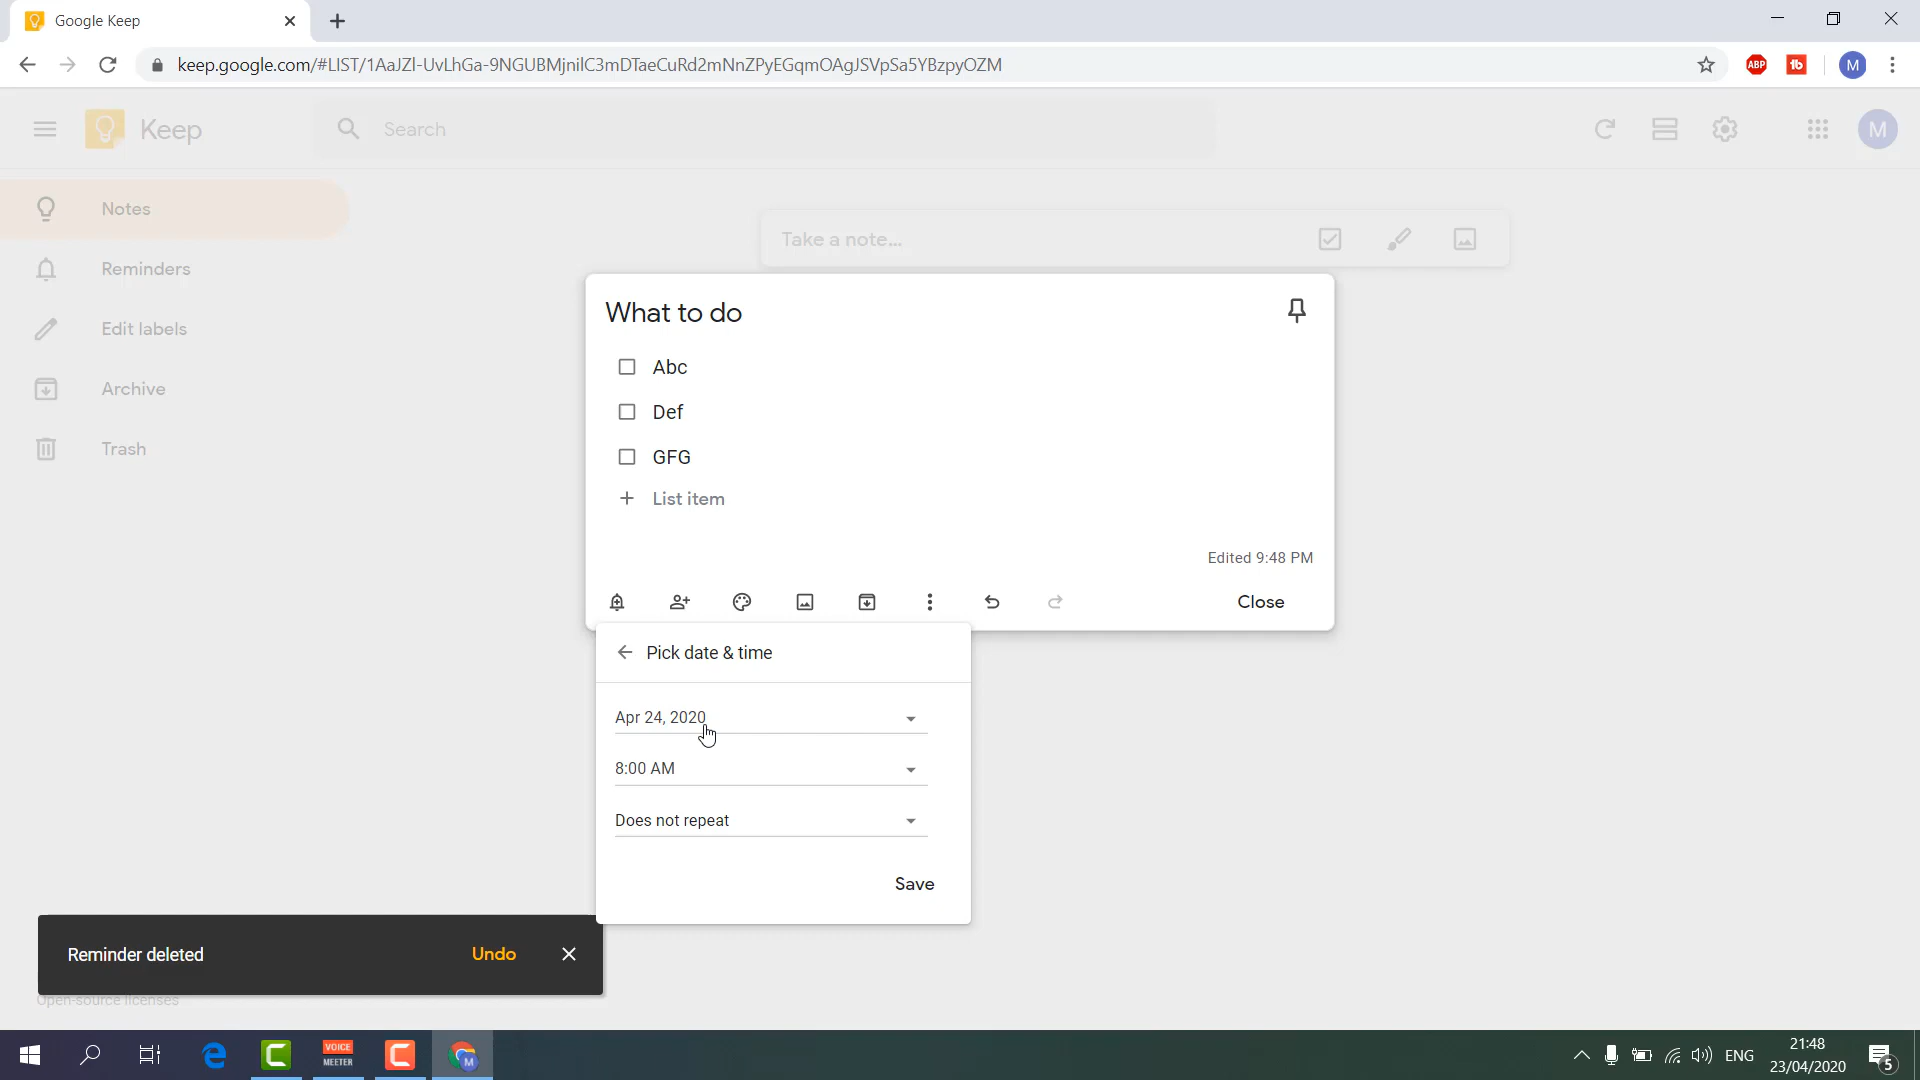 Google Keep
keep.google.com/#LIST/1AaJZl-UvLhGa-9NGUBMjnilC3mDTaeCuRd2mNnZPyEGqmOAgJSVpSa5YBzpyOZM
ABP
M
Keep
Search
M
Notes
Take a note...
Reminders
What to do
Edit labels
Abc
Archive
Def
Trash
GFG
List item
Edited 9:48 PM
Close
Pick date & time
Apr 24, 2020
8:00 AM
Does not repeat
Save
Reminder deleted
Undo
Open-source licenses
VOICE
MEETER
M
ENG
21:48
23/04/2020
5